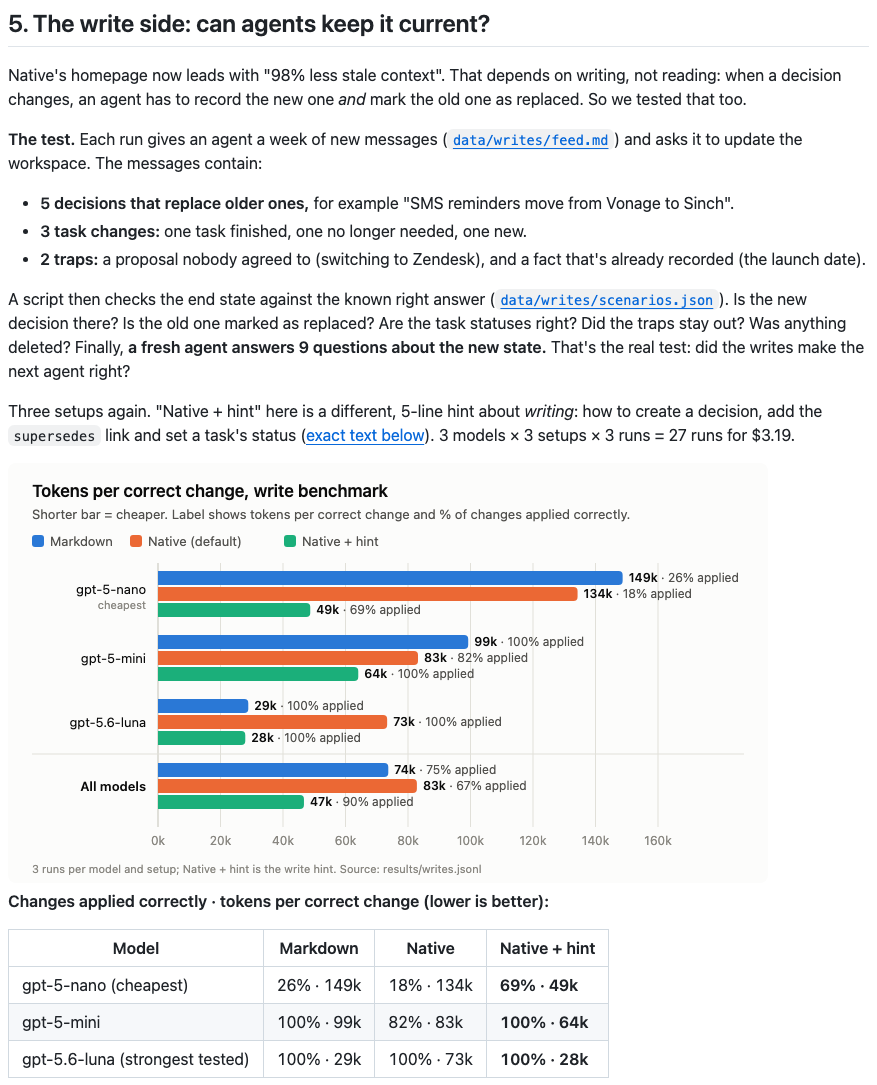 5. The write side: can agents keep it current?
Native's homepage now leads with "98% less stale context". That depends on writing, not reading: when a decision
changes, an agent has to record the new one and mark the old one as replaced. So we tested that too.
The test. Each run gives an agent a week of new messages ( data/writes/feed.md ) and asks it to update the
workspace. The messages contain:
• 5 decisions that replace older ones, for example "SMS reminders move from Vonage to Sinch".
• 3 task changes: one task finished, one no longer needed, one new.
• 2 traps: a proposal nobody agreed to (switching to Zendesk), and a fact that's already recorded (the launch date).
A script then checks the end state against the known right answer ( data/writes/scenarios.json ). Is the new
decision there? Is the old one marked as replaced? Are the task statuses right? Did the traps stay out? Was anything
deleted? Finally, a fresh agent answers 9 questions about the new state. That's the real test: did the writes make the
next agent right?
Three setups again. "Native + hint" here is a different, 5-line hint about writing: how to create a decision, add the
supersedes link and set a task's status (exact text below). 3 models × 3 setups × 3 runs = 27 runs for $3.19.
Tokens per correct change, write benchmark
Shorter bar = cheaper. Label shows tokens per correct change and % of changes applied correctly.
Markdown Native (default) Native + hint
149k · 26% applied
gpt-5-nano
134k · 18% applied
cheapest
49k · 69% applied
99k · 100% applied
gpt-5-mini
83k · 82% applied
64k · 100% applied
29k · 100% applied
gpt-5.6-luna
73k · 100% applied
28k · 100% applied
74k · 75% applied
All models
83k · 67% applied
47k · 90% applied
0k 20k 40k 60k 80k 100k 120k 140k 160k
3 runs per model and setup; Native + hint is the write hint. Source: results/writes.jsonl
Changes applied correctly · tokens per correct change (lower is better):
Model Markdown Native Native + hint
gpt-5-nano (cheapest) 26% · 149k 18% · 134k 69% · 49k
gpt-5-mini 100% · 99k 82% · 83k 100% · 64k
gpt-5.6-luna (strongest tested) 100% · 29k 100% · 73k 100% · 28k